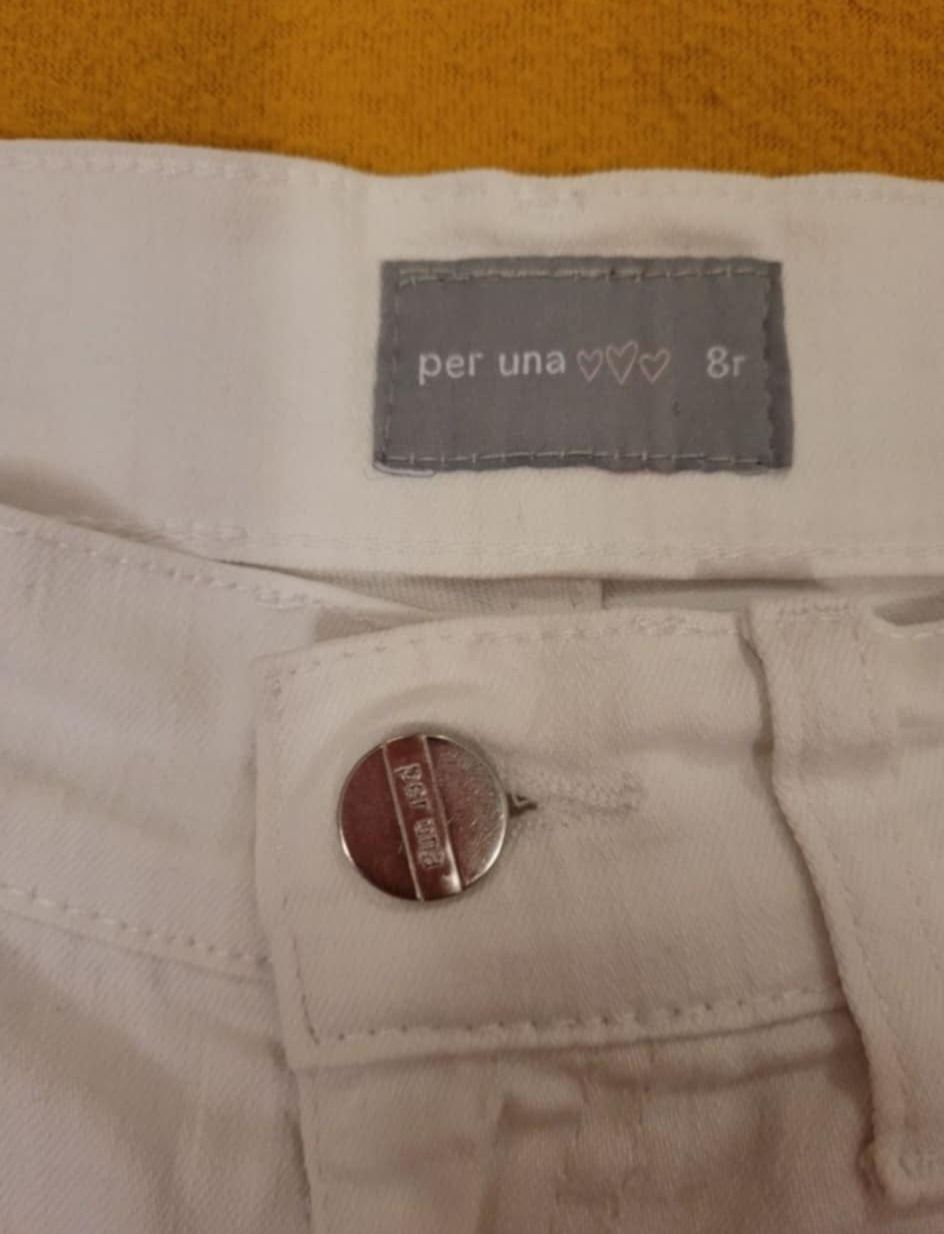 per una ♡♡♡ 8r
per una